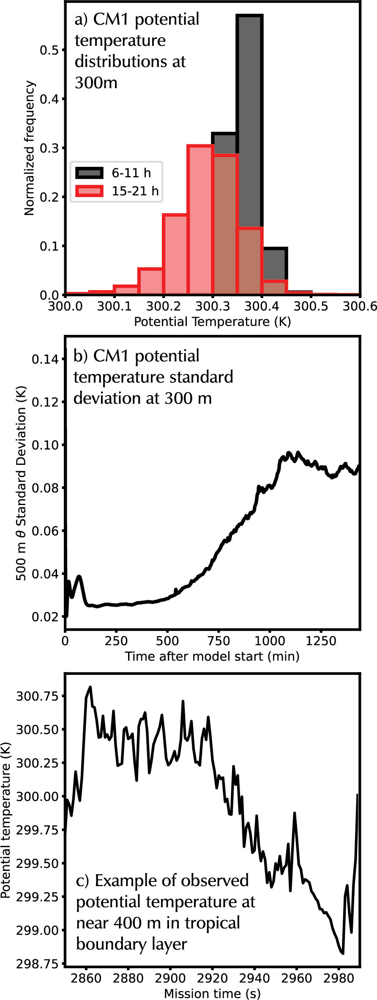 a) CM1 potential
temperature
distributions at
300m
Normalized frequency
0.5
0.4
0.3
0.2
0.1
0.0
6-11 h
15-21 h
300.0 300.1 300.2 300.3 300.4 300.5 300.6
Potential Temperature (K)
b) CM1 potential
temperature standard
deviation at 300 m
500 m θ Standard Deviation (K)
0.14
0.12
0.10
0.08
0.06
0.04
0.02
0 250 500 750 1000 1250
Time after model start (min)
Potential temperature (K)
300.75
300.50
300.25
300.00
299.75
299.50
299.25
299.00
298.75
c) Example of observed
potential temperature at
near 400 m in tropical
boundary layer
2860 2880 2900 2920 2940 2960 2980
Mission time (s)